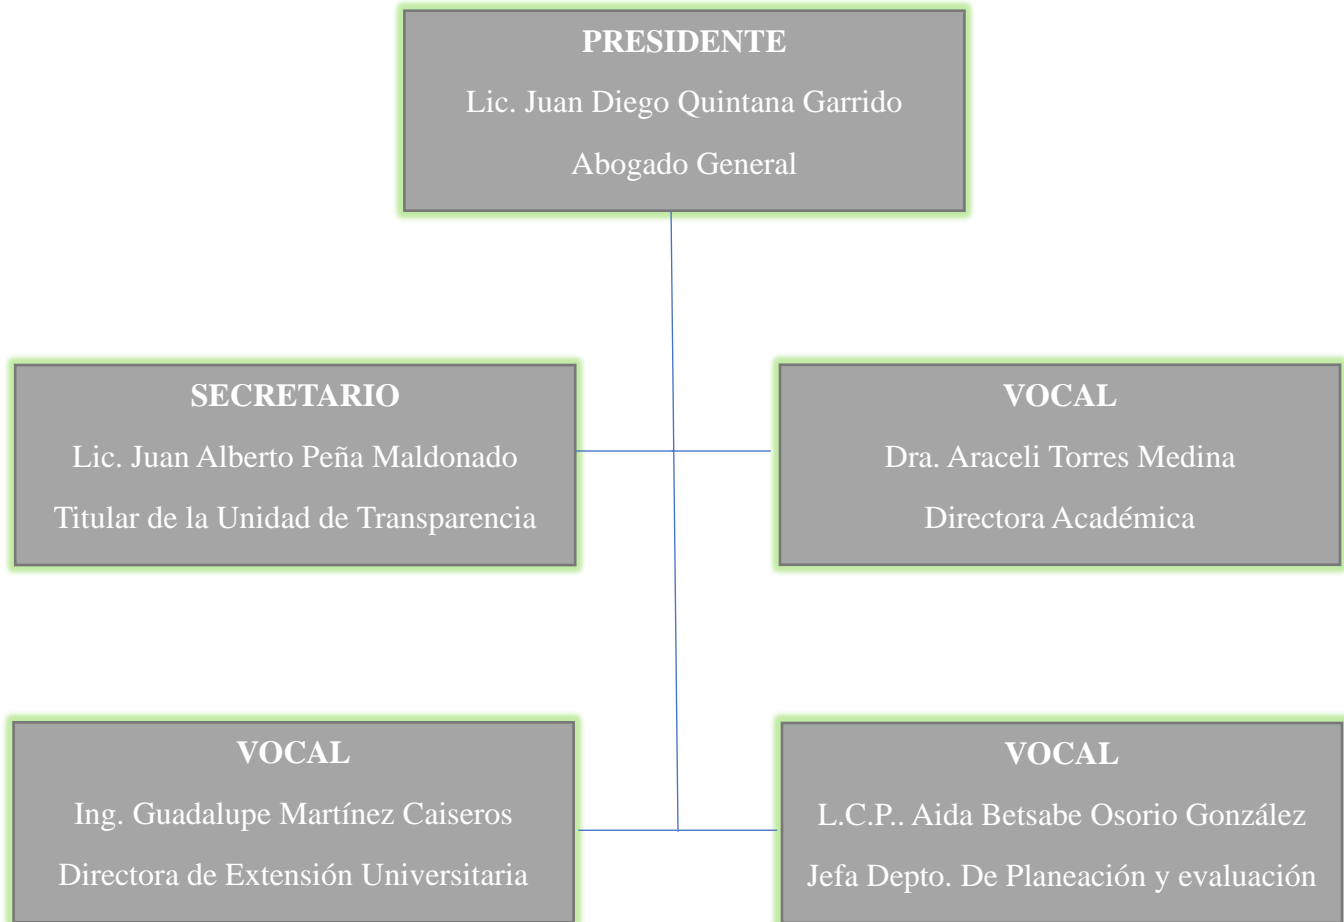 PRESIDENTE
Lic. Juan Diego Quintana Garrido
Abogado General
SECRETARIO
Lic. Juan Alberto Peña Maldonado
Titular de la Unidad de Transparencia
VOCAL
Dra. Araceli Torres Medina
Directora Académica
VOCAL
Ing. Guadalupe Martínez Caiseros
Directora de Extensión Universitaria
VOCAL
L.C.P.. Aida Betsabe Osorio González
Jefa Depto. De Planeación y evaluación